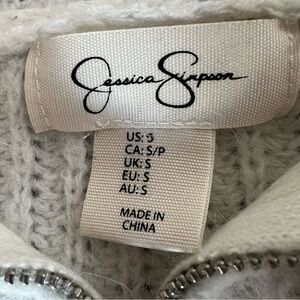 Jessica Simpson
US: S
CA: S/P
UK: S
EU: S
AU: S
MADE IN
CHINA